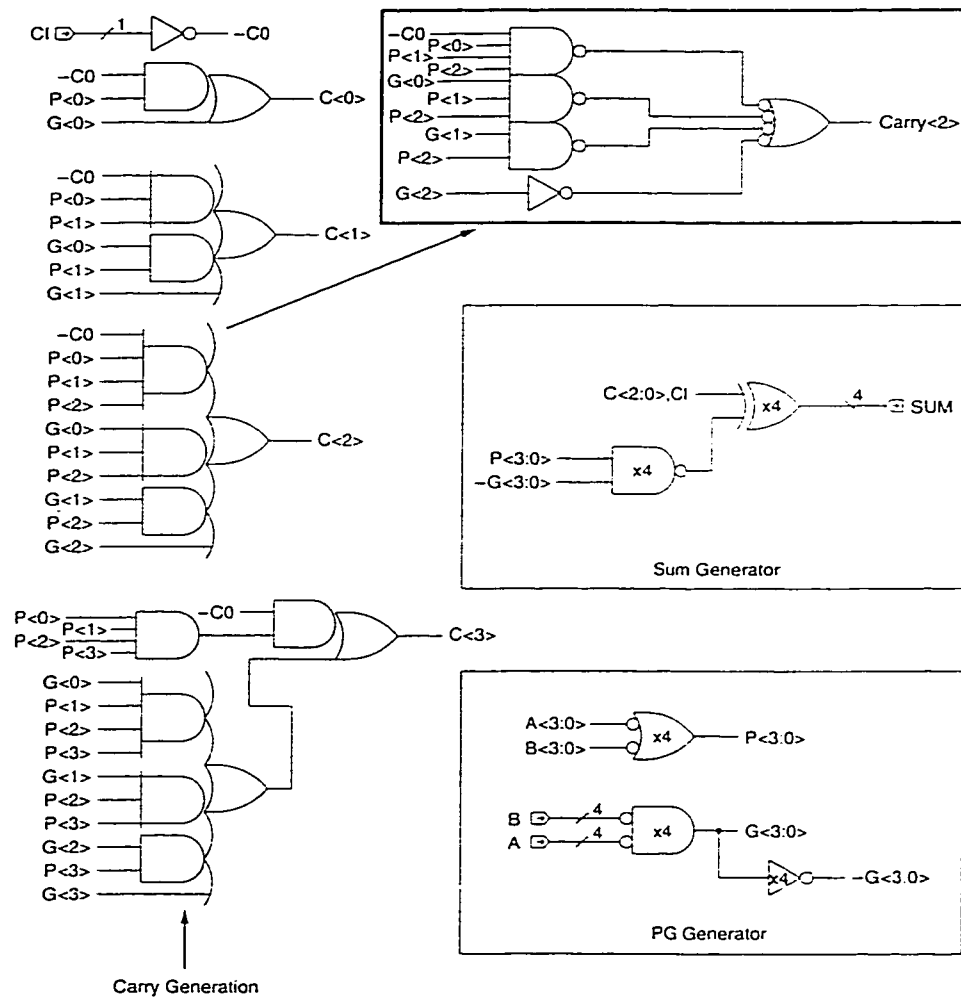 CI 1 -C0
-C0
P<0>
G<0>
C<0>
-C0
P<0>
P<1>
G<0>
P<1>
G<1>
C<1>
-C0
P<0>
P<1>
P<2>
G<0>
P<1>
P<2>
G<1>
P<2>
G<2>
C<2>
P<0>
P<1>
P<2>
P<3>
-C0
C<3>
G<0>
P<1>
P<2>
P<3>
G<1>
P<2>
P<3>
G<2>
P<3>
G<3>
Carry Generation
-C0
P<0>
P<1>
P<2>
G<0>
P<1>
P<2>
G<1>
P<2>
G<2>
Carry<2>
C<2:0>,CI
x4
4
SUM
P<3:0>
-G<3:0>
x4
Sum Generator
A<3:0>
B<3:0>
x4
P<3:0>
B 4
A 4
x4
G<3:0>
x4
-G<3.0>
PG Generator